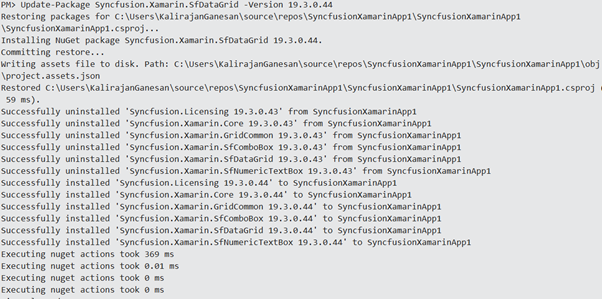 PM> Update-Package Syncfusion.Xamarin.SfDataGrid -Version 19.3.0.44
Restoring packages for C:\Users\KalirajanGanesan\source\repos\SyncfusionXamarinApp1\SyncfusionXamarinApp1
\SyncfusionXamarinApp1.csproj...
Installing NuGet package Syncfusion.Xamarin.SfDataGrid 19.3.0.44.
Committing restore...
Writing assets file to disk. Path: C:\Users\KalirajanGanesan\source\repos\SyncfusionXamarinApp1\SyncfusionXamarinApp1\obj
\project.assets.json
Restored C:\Users\KalirajanGanesan\source\repos\SyncfusionXamarinApp1\SyncfusionXamarinApp1\SyncfusionXamarinApp1.csproj (
59 ms).
Successfully uninstalled 'Syncfusion.Licensing 19.3.0.43' from SyncfusionXamarinApp1
Successfully uninstalled 'Syncfusion.Xamarin.Core 19.3.0.43' from SyncfusionXamarinApp1
Successfully uninstalled 'Syncfusion.Xamarin.GridCommon 19.3.0.43' from SyncfusionXamarinApp1
Successfully uninstalled 'Syncfusion.Xamarin.SfComboBox 19.3.0.43' from SyncfusionXamarinApp1
Successfully uninstalled 'Syncfusion.Xamarin.SfDataGrid 19.3.0.43' from SyncfusionXamarinApp1
Successfully uninstalled 'Syncfusion.Xamarin.SfNumericTextBox 19.3.0.43' from SyncfusionXamarinApp1
Successfully installed 'Syncfusion.Licensing 19.3.0.44' to SyncfusionXamarinApp1
Successfully installed 'Syncfusion.Xamarin.Core 19.3.0.44' to SyncfusionXamarinApp1
Successfully installed 'Syncfusion.Xamarin.GridCommon 19.3.0.44' to SyncfusionXamarinApp1
Successfully installed 'Syncfusion.Xamarin.SfComboBox 19.3.0.44' to SyncfusionXamarinApp1
Successfully installed 'Syncfusion.Xamarin.SfDataGrid 19.3.0.44' to SyncfusionXamarinApp1
Successfully installed 'Syncfusion.Xamarin.SfNumericTextBox 19.3.0.44' to SyncfusionXamarinApp1
Executing nuget actions took 369 ms
Executing nuget actions took 0.01 ms
Executing nuget actions took 0 ms
Executing nuget actions took 0 ms